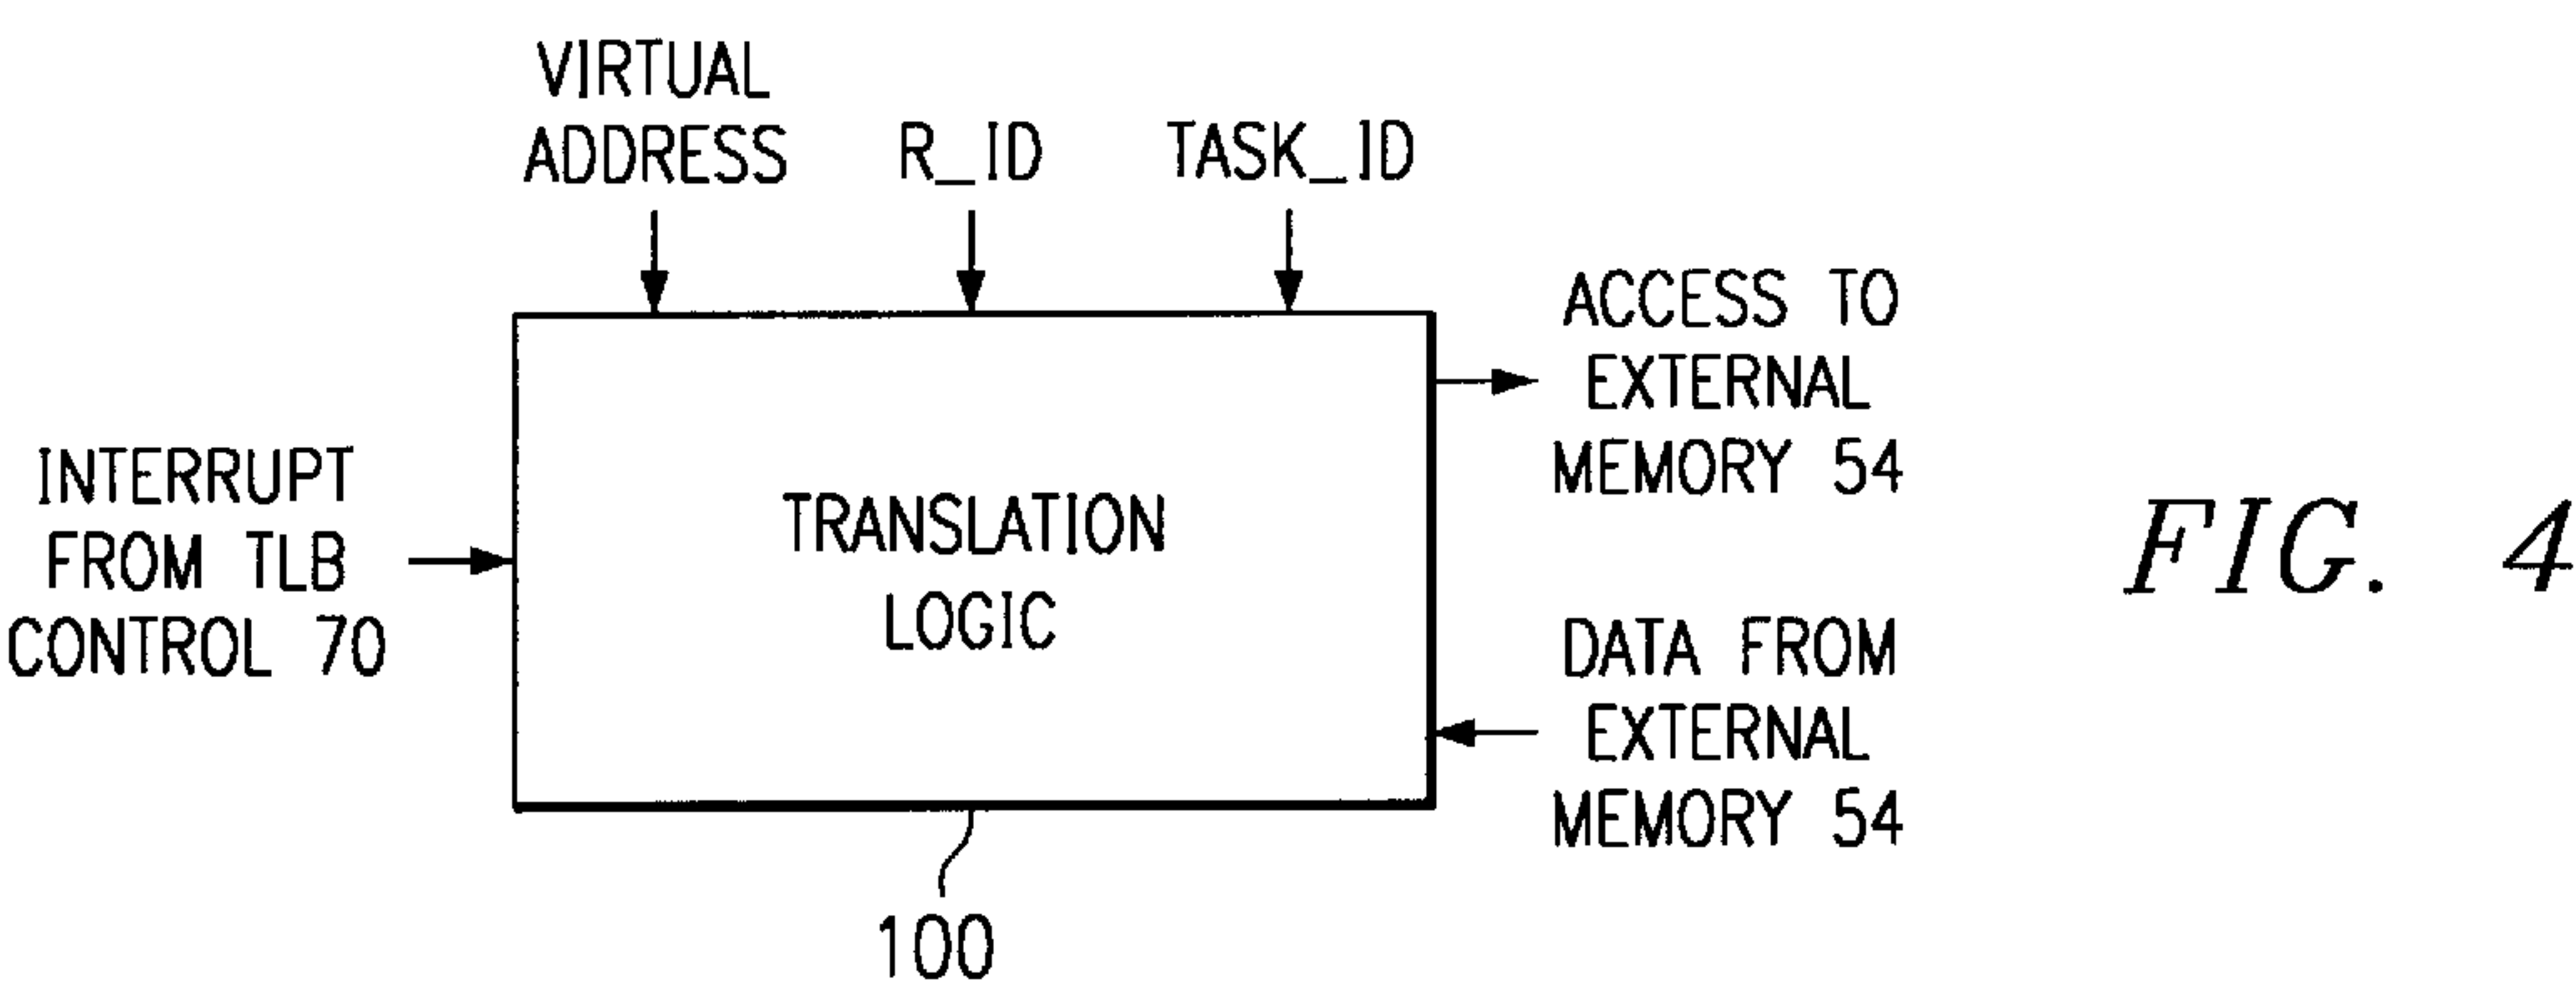 VIRTUAL
ADDRESS
R_ID
TASK_ID
ACCESS TO
EXTERNAL
MEMORY 54
INTERRUPT
FROM TLB
CONTROL 70
TRANSLATION
LOGIC
DATA FROM
EXTERNAL
MEMORY 54
100
FIG. 4